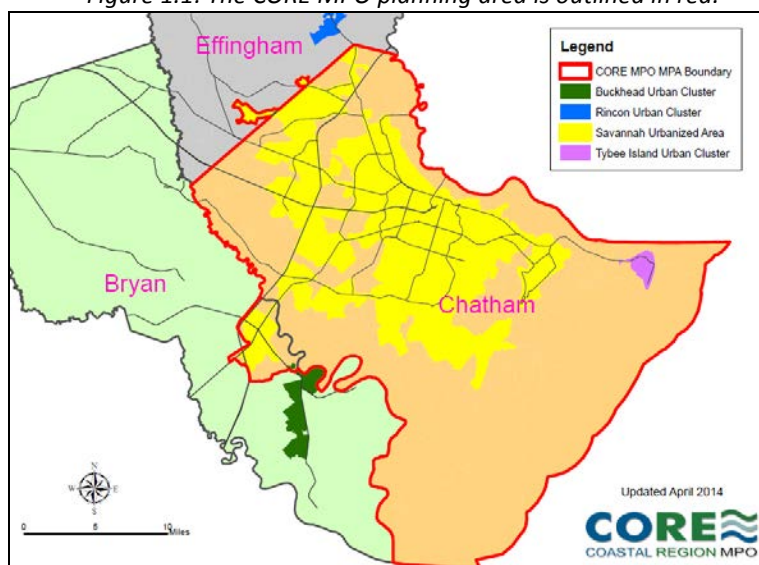 Figure 1.1: The CORE MPO planning area is outlined in red.
Effingham
Bryan
Chatham
Legend
CORE MPO MPA Boundary
Buckhead Urban Cluster
Rincon Urban Cluster
Savannah Urbanized Area
Tybee Island Urban Cluster
N
W E
S
0 5 10
Miles
Updated April 2014
CORE
COASTAL REGION MPO